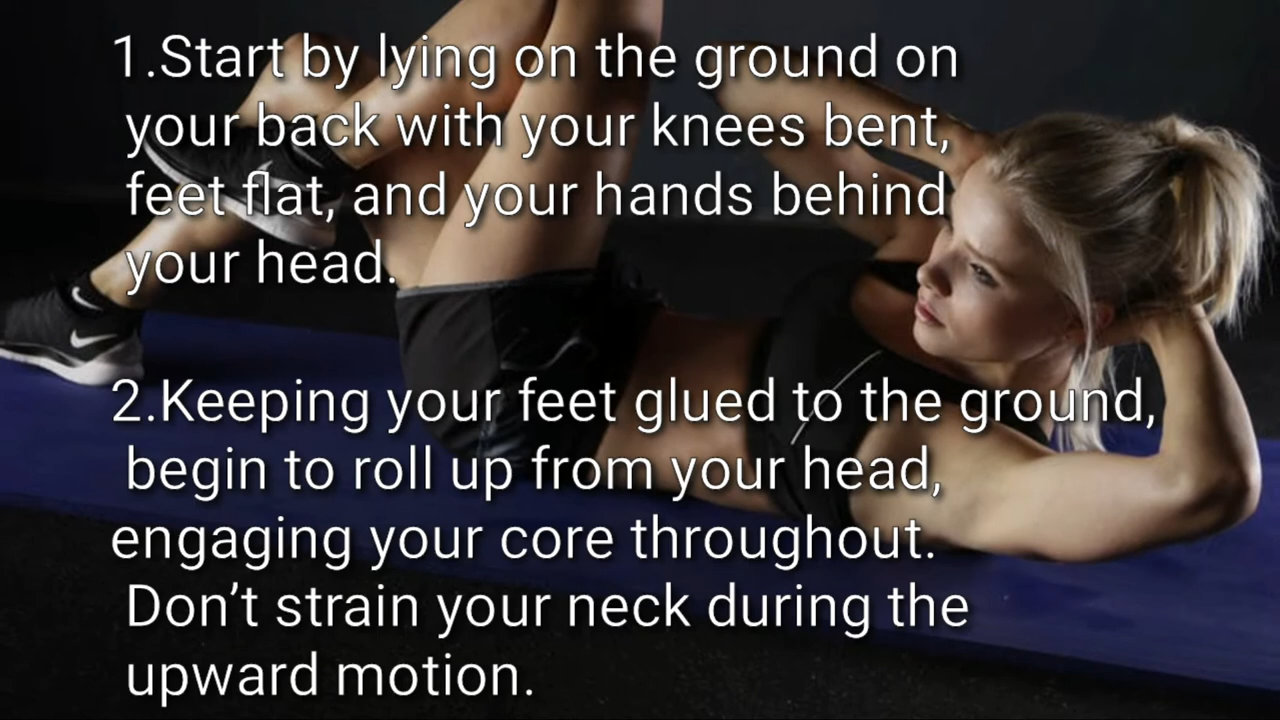 1.Start by lying on the ground on
your back with your knees bent,
feet flat, and your hands behind
your head.
2.Keeping your feet glued to the ground,
begin to roll up from your head,
engaging your core throughout.
Don’t strain your neck during the
upward motion.